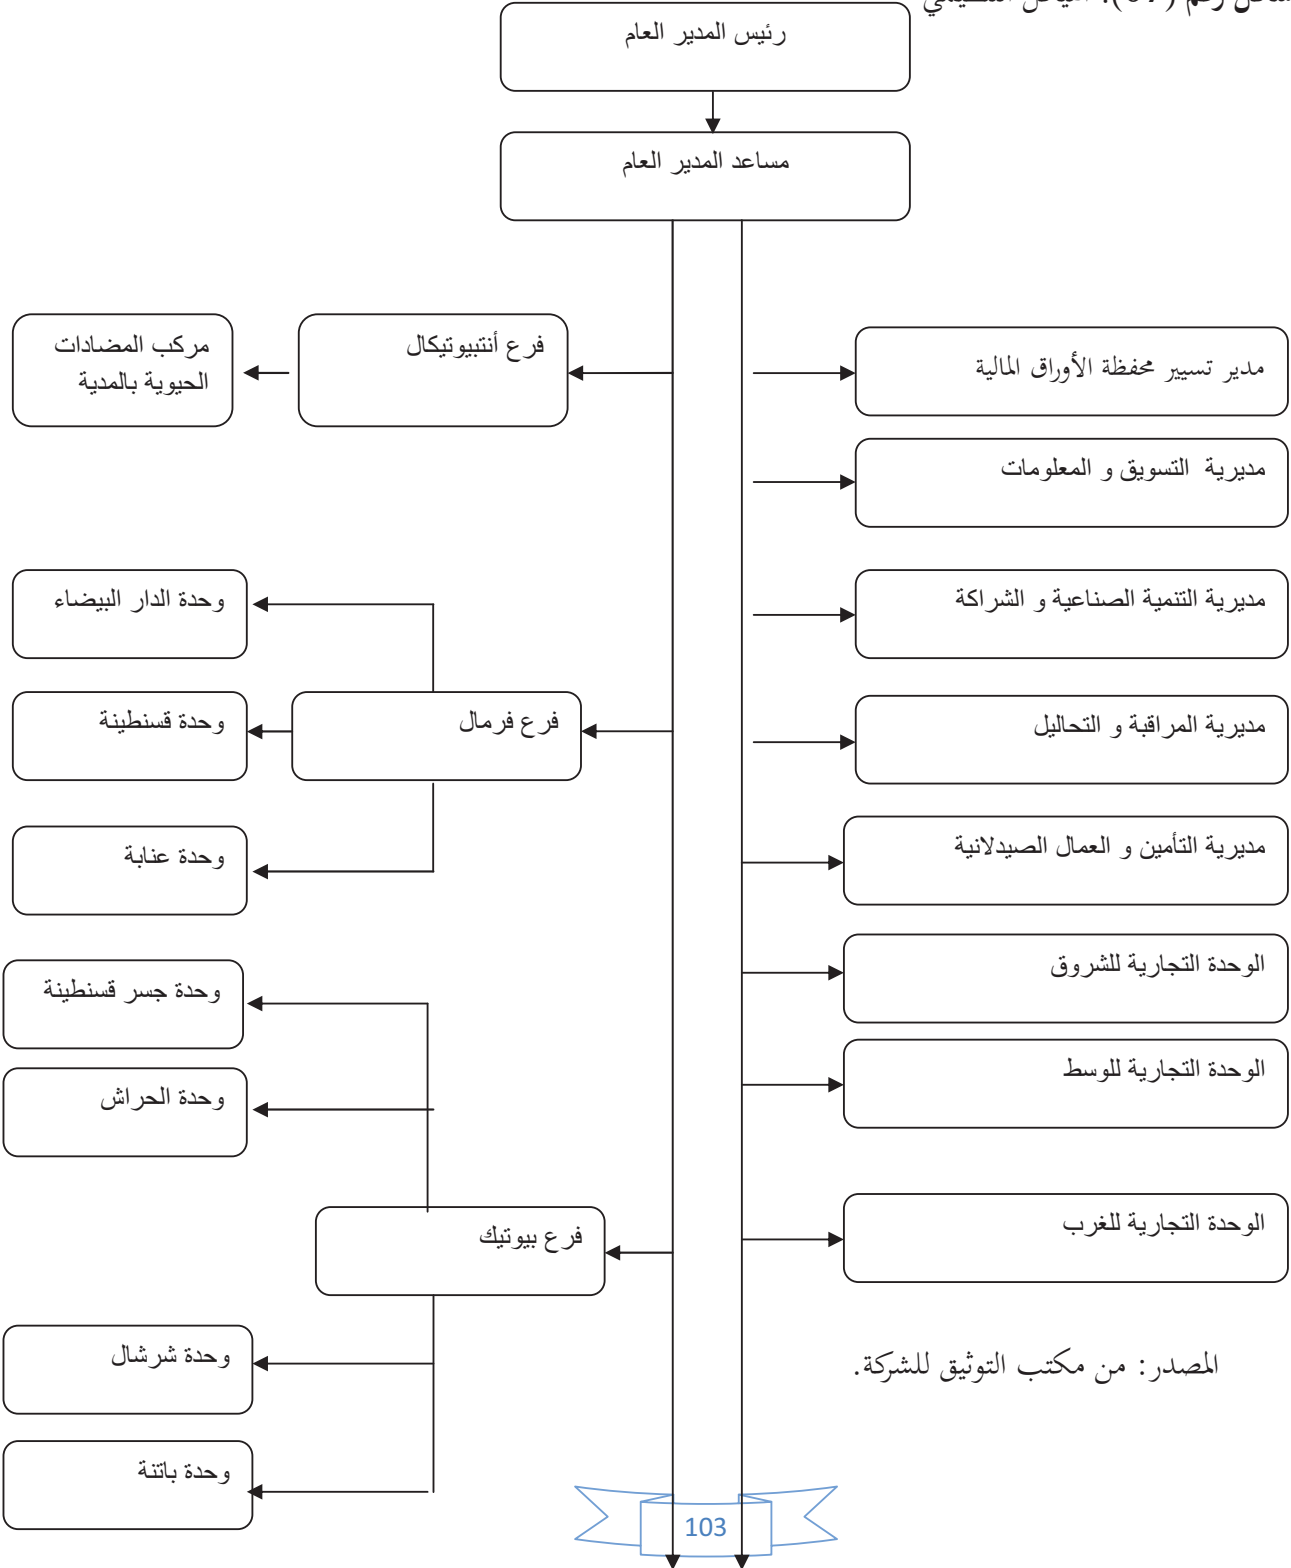 رئيس المدير العام
مساعد المدير العام
مدير تسيير محفظة الأوراق المالية
فرع أنتبيوتيكال
مركب المضادات
الحيوية بالمدية
مديرية التسويق و المعلومات
مديرية التنمية الصناعية و الشراكة
وحدة الدار البيضاء
مديرية المراقبة و التحاليل
فرع فرمال
وحدة قسنطينة
مديرية التأمين و العمال الصيدلانية
وحدة عنابة
الوحدة التجارية للشروق
وحدة جسر قسنطينة
الوحدة التجارية للوسط
وحدة الحراش
الوحدة التجارية للغرب
فرع بيوتيك
وحدة شرشال
المصدر: من مكتب التوثيق للشركة.
وحدة باتنة
103